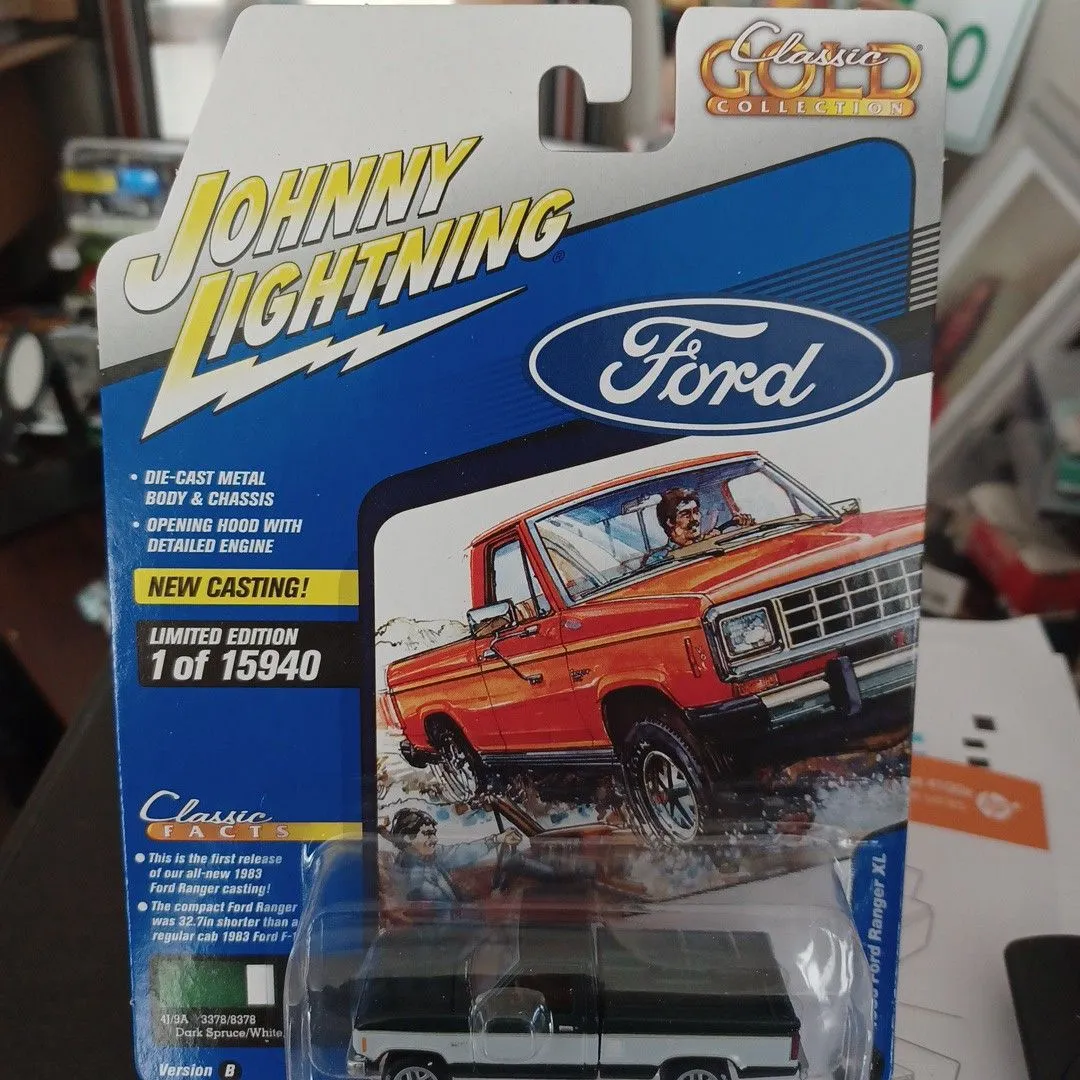 Classic
GOLD
COLLECTION
JOHNNY
LIGHTNING
Ford
• DIE-CAST METAL
BODY & CHASSIS
• OPENING HOOD WITH
DETAILED ENGINE
NEW CASTING!
LIMITED EDITION
1 of 15940
Classic
FACTS
• This is the first release
of our all-new 1983
Ford Ranger casting!
• The compact Ford Ranger
was 32.7in shorter than a
regular cab 1983 Ford F-1
4J/9A 3378/8378
Dark Spruce/White
Version B
Ford Ranger XL